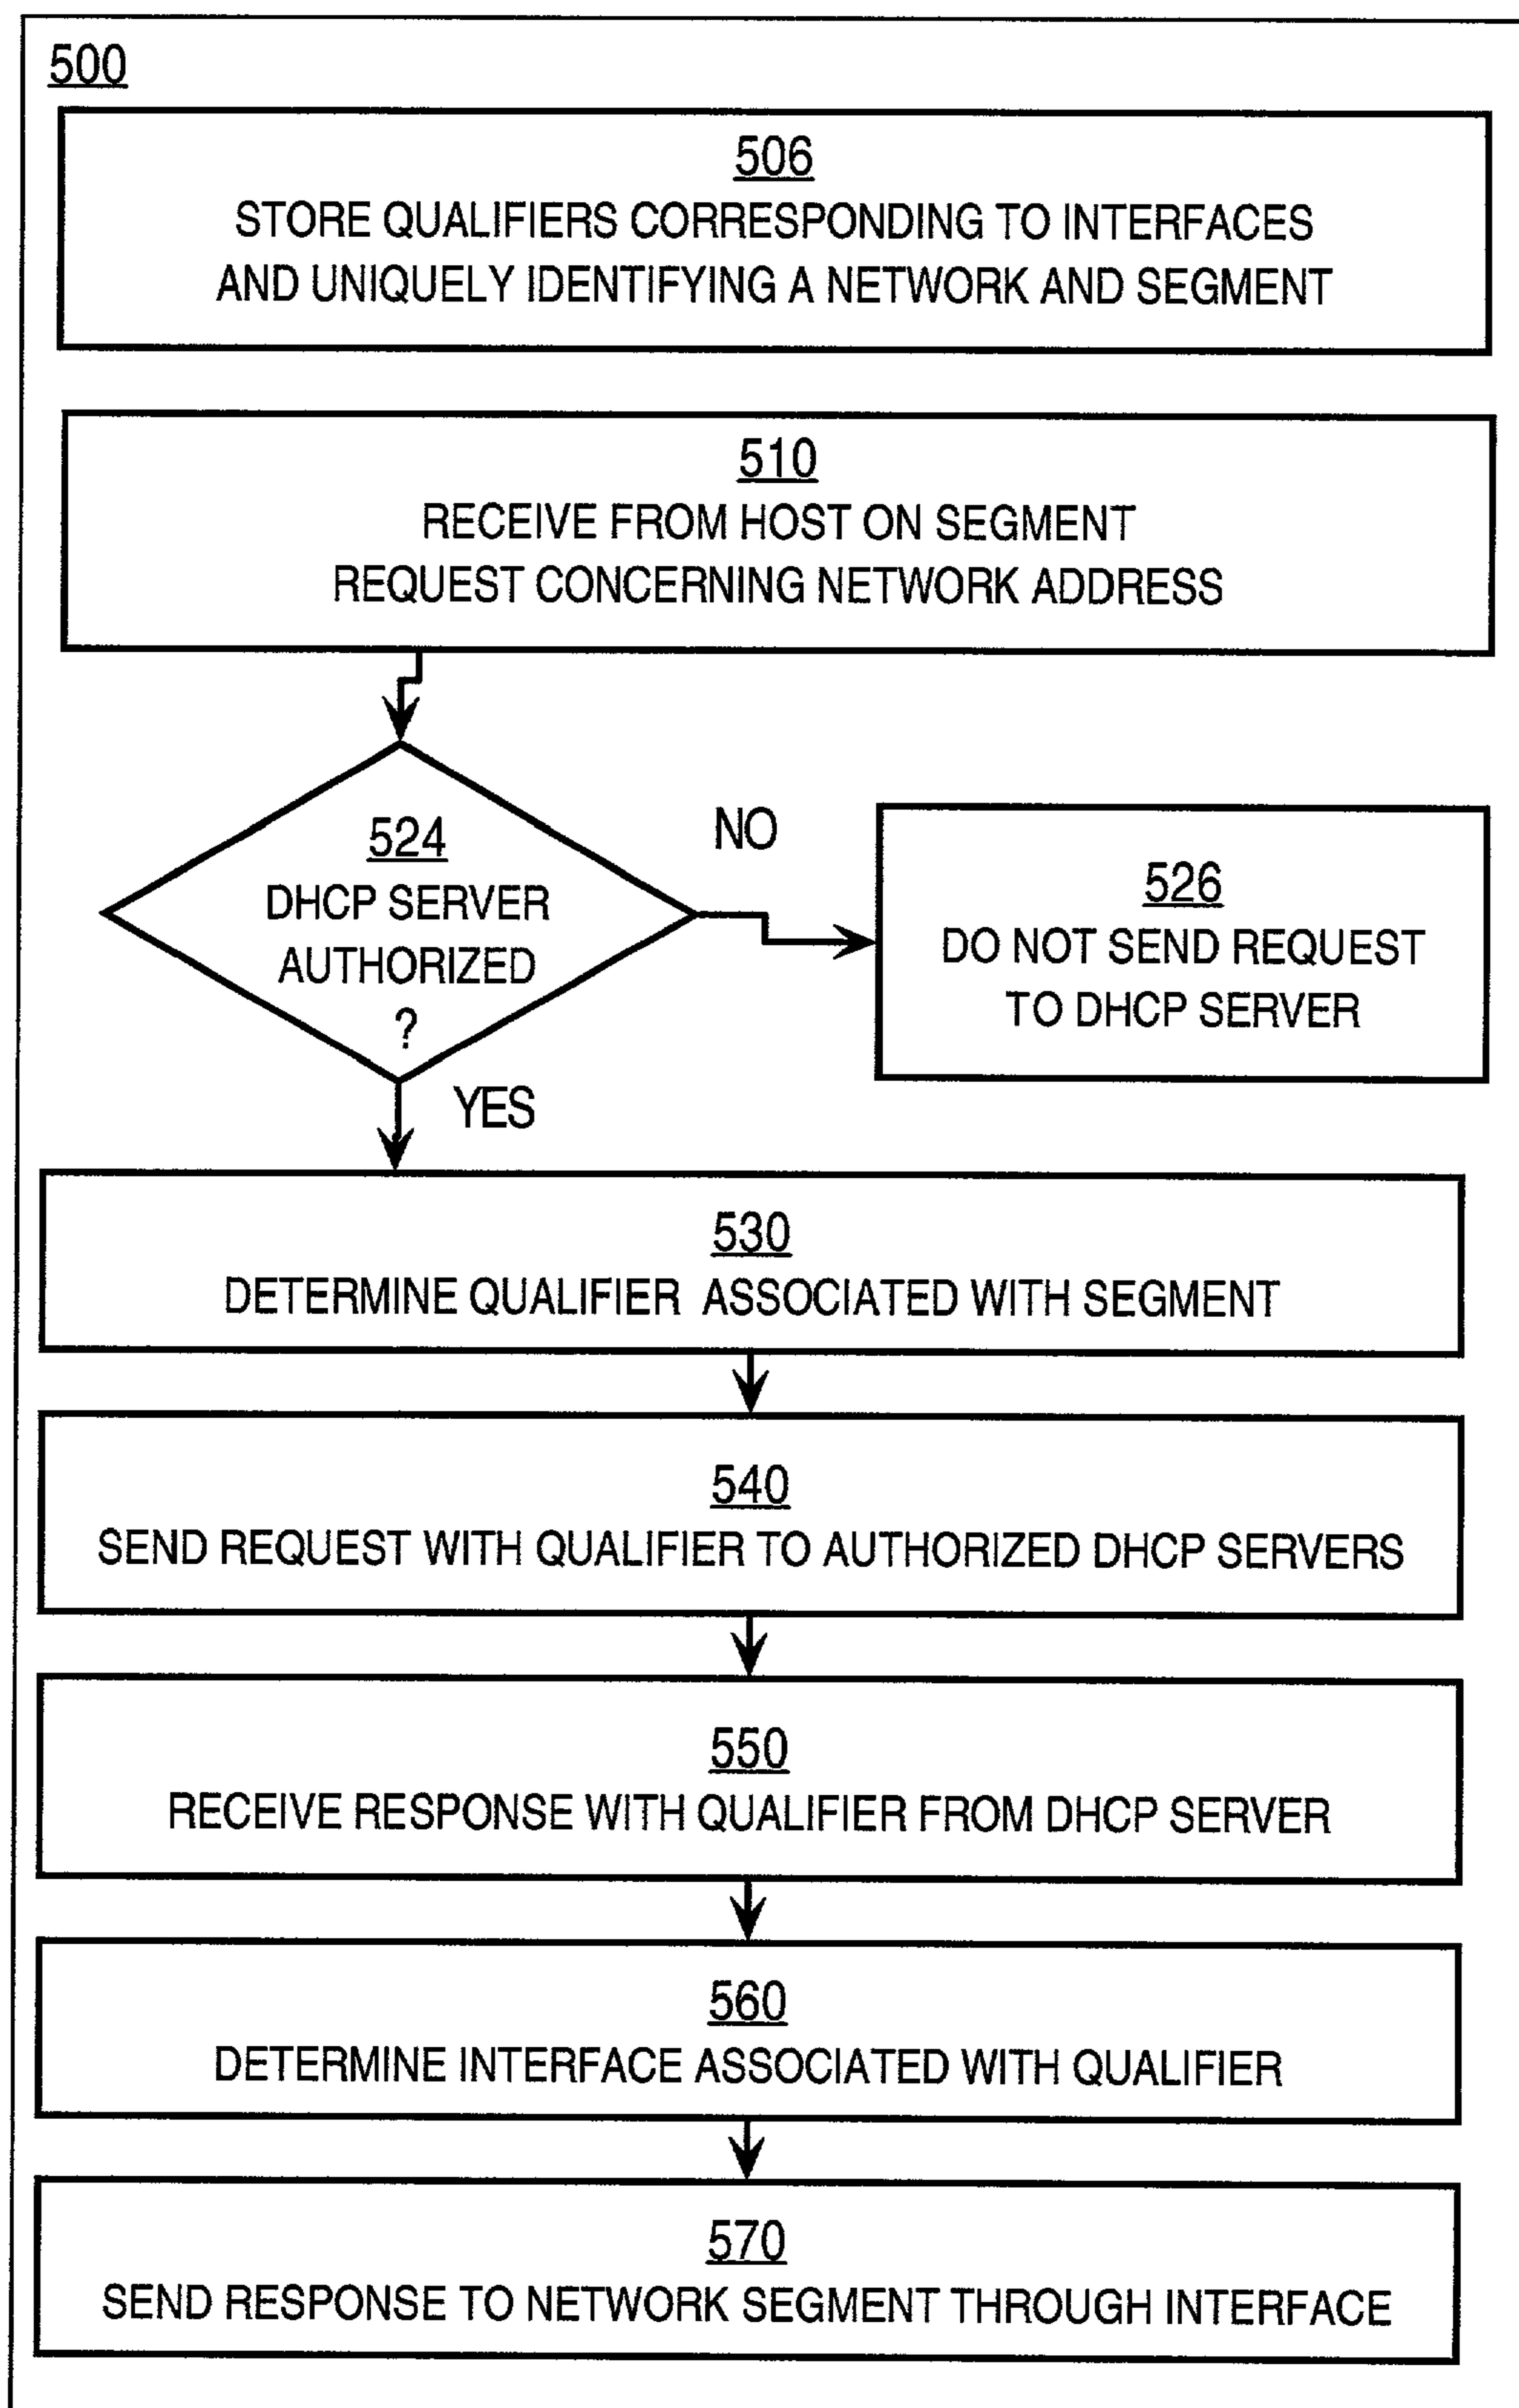 500
506
STORE QUALIFIERS CORRESPONDING TO INTERFACES
AND UNIQUELY IDENTIFYING A NETWORK AND SEGMENT
510
RECEIVE FROM HOST ON SEGMENT
REQUEST CONCERNING NETWORK ADDRESS
524
DHCP SERVER
AUTHORIZED
?
NO
526
DO NOT SEND REQUEST
TO DHCP SERVER
YES
530
DETERMINE QUALIFIER ASSOCIATED WITH SEGMENT
540
SEND REQUEST WITH QUALIFIER TO AUTHORIZED DHCP SERVERS
550
RECEIVE RESPONSE WITH QUALIFIER FROM DHCP SERVER
560
DETERMINE INTERFACE ASSOCIATED WITH QUALIFIER
570
SEND RESPONSE TO NETWORK SEGMENT THROUGH INTERFACE